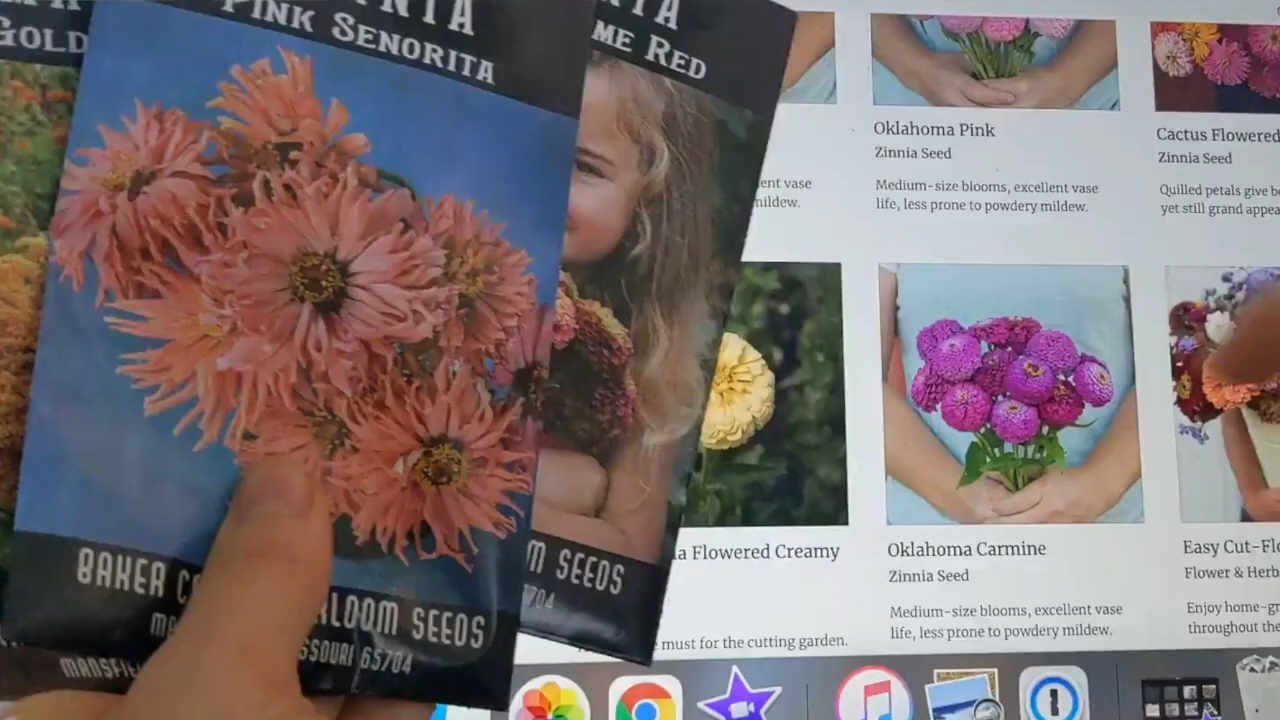 GOLD
PINK SENORITA
ME RED
BAKER C
RLOOM SEEDS
SSOURI 65704
MANSFI
M SEEDS
704
Oklahoma Pink
Zinnia Seed
Medium-size blooms, excellent vase
life, less prone to powdery mildew.
Cactus Flowered
Zinnia Seed
Quilled petals give
yet still grand appea
ent vase
mildew.
a Flowered Creamy
must for the cutting garden.
Oklahoma Carmine
Zinnia Seed
Medium-size blooms, excellent vase
life, less prone to powdery mildew.
Easy Cut-Flo
Flower & Herb
Enjoy home-gr
throughout the